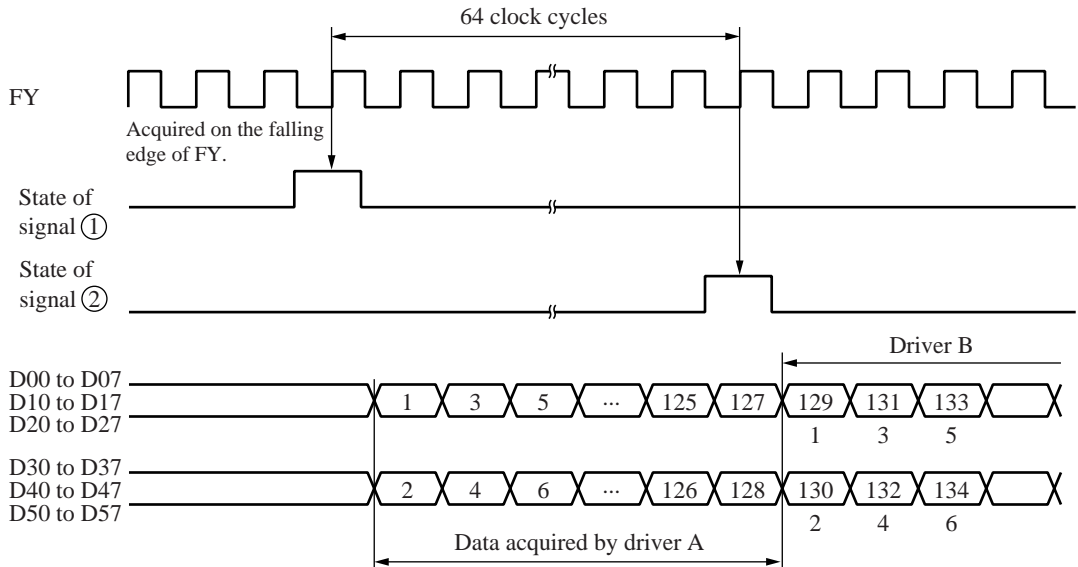 64 clock cycles
FY
Acquired on the falling
edge of FY.
State of
signal ①
State of
signal ②
Driver B
D00 to D07
D10 to D17
D20 to D27
1 3 5 ... 125 127 129 131 133
1 3 5
D30 to D37
D40 to D47
D50 to D57
2 4 6 ... 126 128 130 132 134
2 4 6
Data acquired by driver A